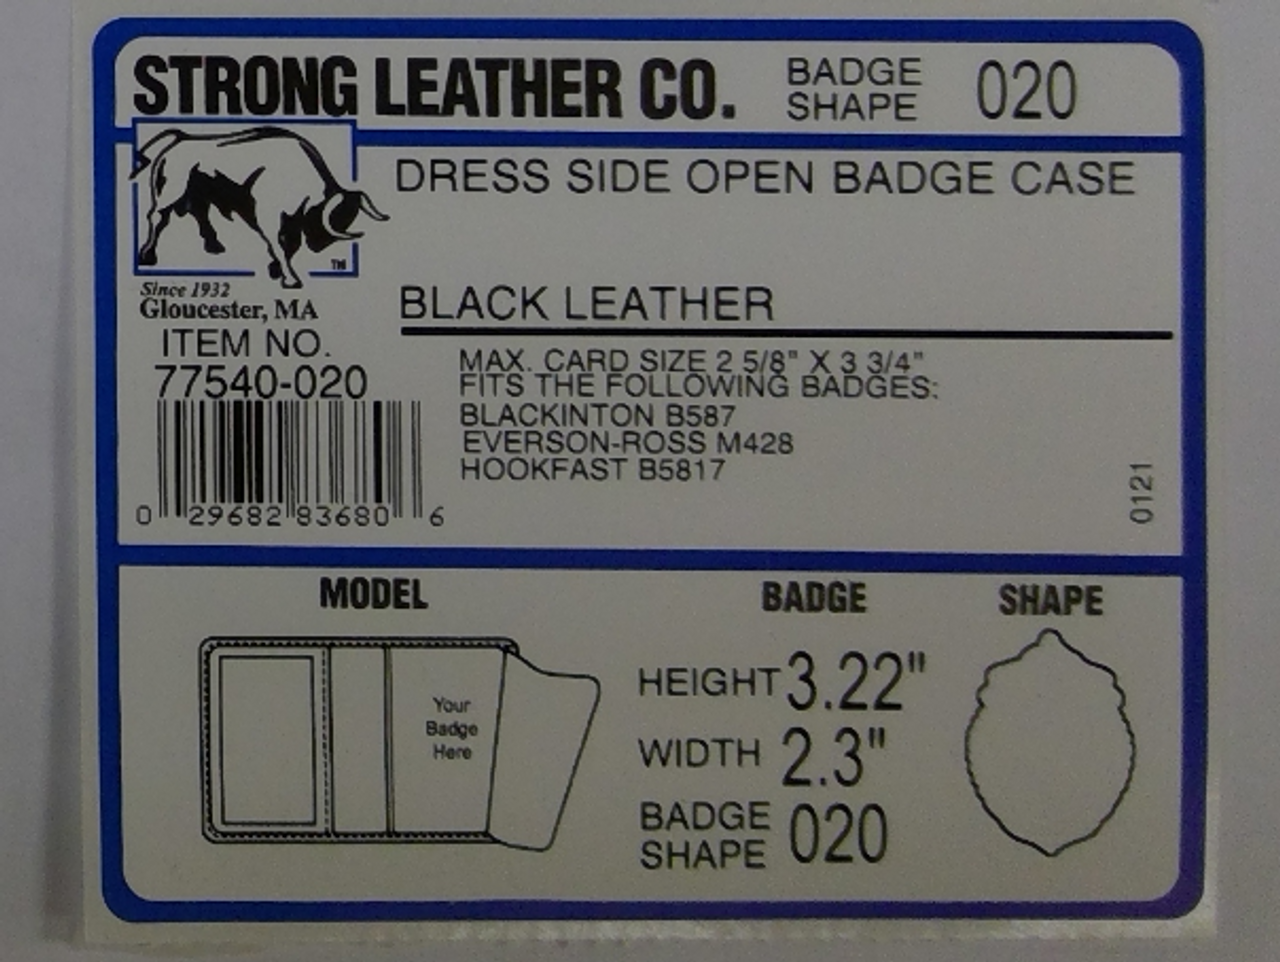 STRONG LEATHER CO.
BADGE
SHAPE
020
DRESS SIDE OPEN BADGE CASE
TM
Since 1932
Gloucester, MA
BLACK LEATHER
ITEM NO.
77540-020
MAX. CARD SIZE 2 5/8" X 3 3/4"
FITS THE FOLLOWING BADGES:
BLACKINTON B587
EVERSON-ROSS M428
HOOKFAST B5817
0 29682 83680 6
0121
MODEL
BADGE
SHAPE
Your
Badge
Here
HEIGHT 3.22"
WIDTH 2.3"
BADGE
SHAPE
020